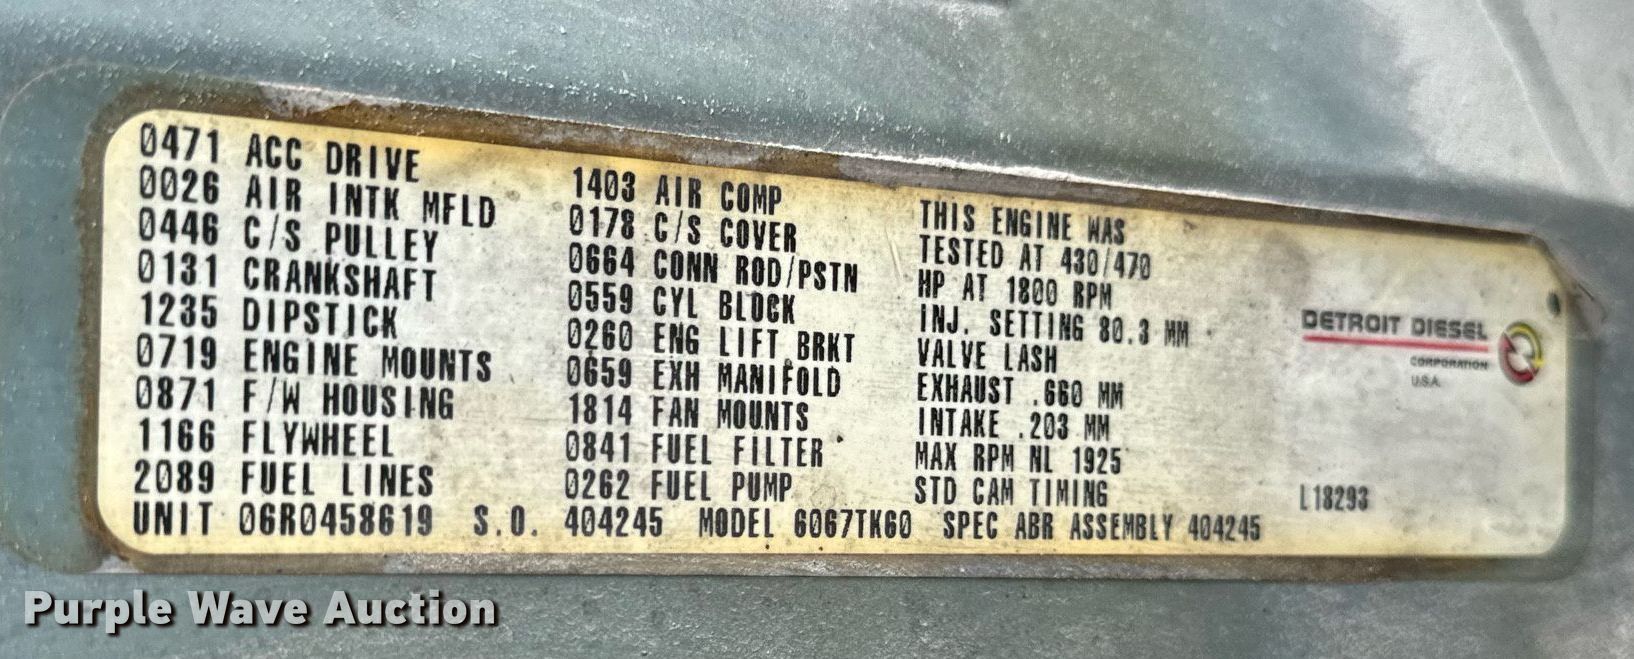 0471 ACC DRIVE
0026 AIR INTK MFLD
0446 C/S PULLEY
0131 CRANKSHAFT
1235 DIPSTICK
0719 ENGINE MOUNTS
0871 F/W HOUSING
1166 FLYWHEEL
2089 FUEL LINES
1403 AIR COMP
0178 C/S COVER
0664 CONN ROD/PSTN
0559 CYL BLOCK
0260 ENG LIFT BRKT
0659 EXH MANIFOLD
1814 FAN MOUNTS
0841 FUEL FILTER
0262 FUEL PUMP
THIS ENGINE WAS
TESTED AT 430/470
HP AT 1800 RPM
INJ. SETTING 80.3 MM
VALVE LASH
EXHAUST .660 MM
INTAKE .203 MM
MAX RPM NL 1925
STD CAM TIMING
DETROIT DIESEL
CORPORATION
U.S.A.
L18293
UNIT 06R0458619 S.O. 404245 MODEL 6067TK60 SPEC ABR ASSEMBLY 404245
Purple Wave Auction